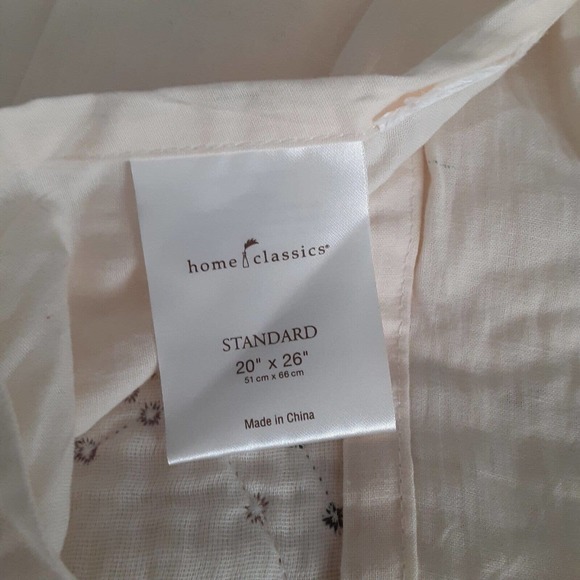 home classics®
STANDARD
20" x 26"
51 cm x 66 cm
Made in China